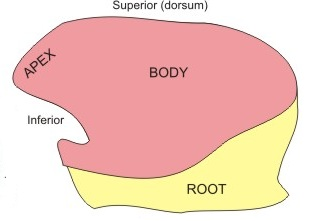 Superior (dorsum)
APEX
BODY
Inferior
ROOT